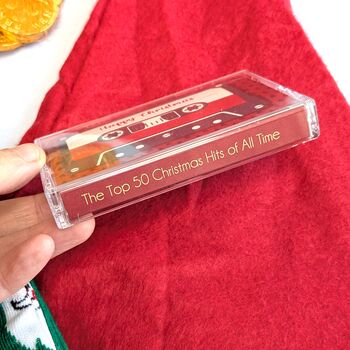 Happy Christmas
The Top 50 Christmas Hits of All Time